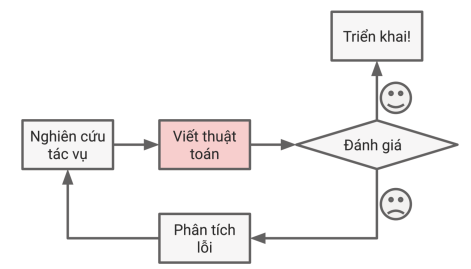 Triển khai!
Nghiên cứu
tác vụ
Viết thuật
toán
Đánh giá
Phân tích
lỗi